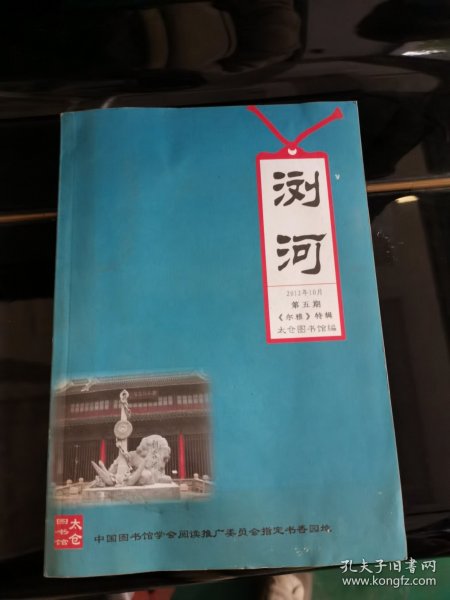 浏河
2012年10月
第五期
《尔雅》特辑
太仓图书馆编
太仓
图书馆
中国图书馆学会阅读推广委员会指定书香园地
孔夫子旧书网
www.kongfz.com